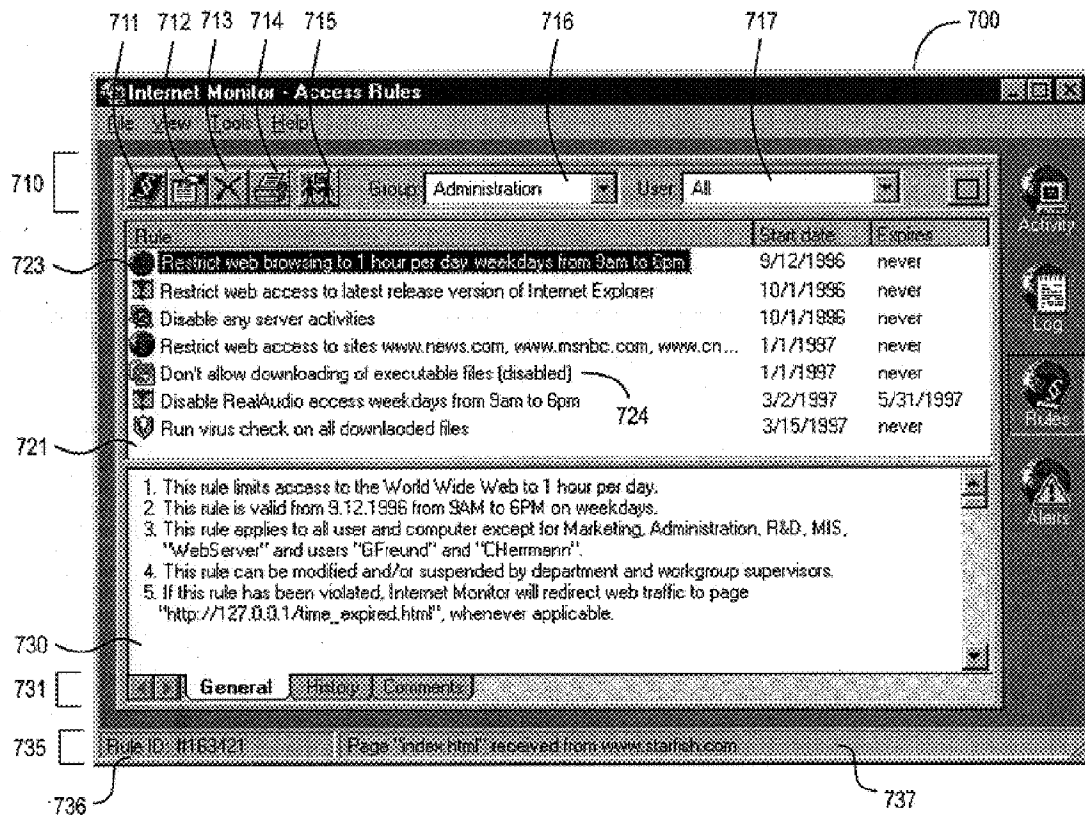 711 712 713 714 715 716 717 700
Internet Monitor - Access Rules
File View Tools Help
710
Group: Administration User: All
Activity
Rule Start date Expires
723
Restrict web browsing to 1 hour per day weekdays from 9am to 6pm 9/12/1996 never
Restrict web access to latest release version of Internet Explorer 10/1/1996 never
Log
Disable any server activities 10/1/1996 never
Restrict web access to sites www.news.com, www.msnbc.com, www.cn... 1/1/1997 never
Don't allow downloading of executable files (disabled) 1/1/1997 never
724
Disable RealAudio access weekdays from 9am to 6pm 3/2/1997 5/31/1997
Rules
Run virus check on all downlaoded files 3/15/1997 never
721
1. This rule limits access to the World Wide Web to 1 hour per day.
2. This rule is valid from 9.12.1996 from 9AM to 6PM on weekdays.
Alerts
3. This rule applies to all user and computer except for Marketing, Administration, R&D, MIS,
"WebServer" and users "GFreund" and "CHerrmann".
4. This rule can be modified and/or suspended by department and workgroup supervisors.
5. If this rule has been violated, Internet Monitor will redirect web traffic to page
"http://127.0.0.1/time_expired.html", whenever applicable.
730
731
General History Comments
735
Rule ID: #163421 Page "index.html" received from www.starfish.com
736 737